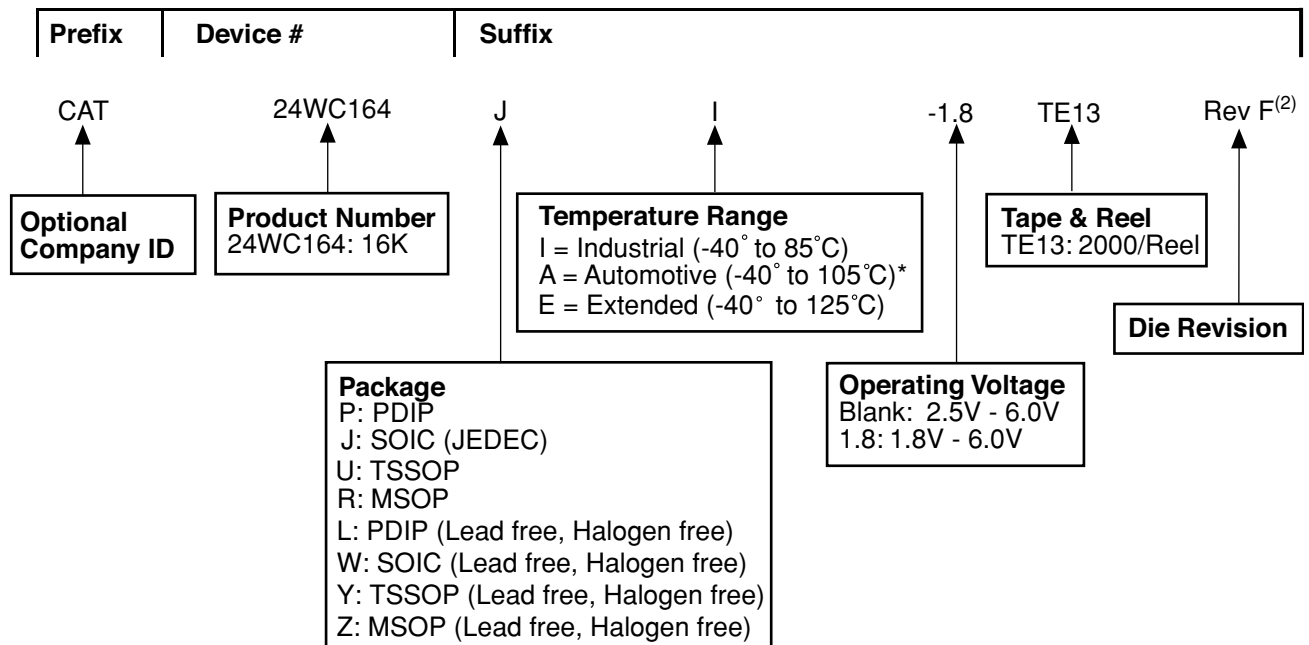 Prefix Device # Suffix
CAT 24WC164 J I -1.8 TE13 Rev F(2)
Optional
Company ID
Product Number
24WC164: 16K
Temperature Range
I = Industrial (-40˚ to 85˚C)
A = Automotive (-40˚ to 105˚C)*
E = Extended (-40˚ to 125˚C)
Tape & Reel
TE13: 2000/Reel
Die Revision
Package
P: PDIP
J: SOIC (JEDEC)
U: TSSOP
R: MSOP
L: PDIP (Lead free, Halogen free)
W: SOIC (Lead free, Halogen free)
Y: TSSOP (Lead free, Halogen free)
Z: MSOP (Lead free, Halogen free)
Operating Voltage
Blank: 2.5V - 6.0V
1.8: 1.8V - 6.0V